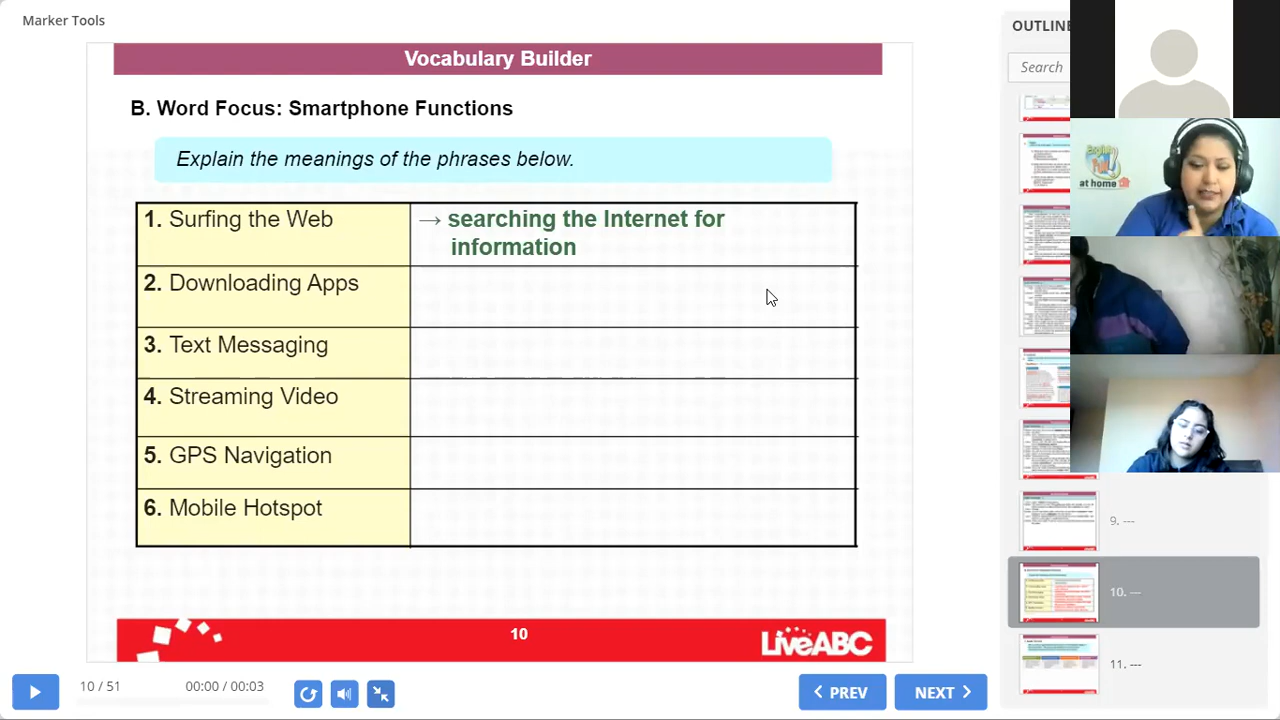 Marker Tools
OUTLINE
Vocabulary Builder
Search
B. Word Focus: Smartphone Functions
Explain the meanings of the phrases below.
1. Surfing the Web
→ searching the Internet for
information
2. Downloading Apps
3. Text Messaging
4. Streaming Video
5. GPS Navigation
6. Mobile Hotspot
English
Fun!
at home
9. ---
10. ---
11. ---
10
LiveABC
10 / 51
00:00 / 00:03
PREV
NEXT